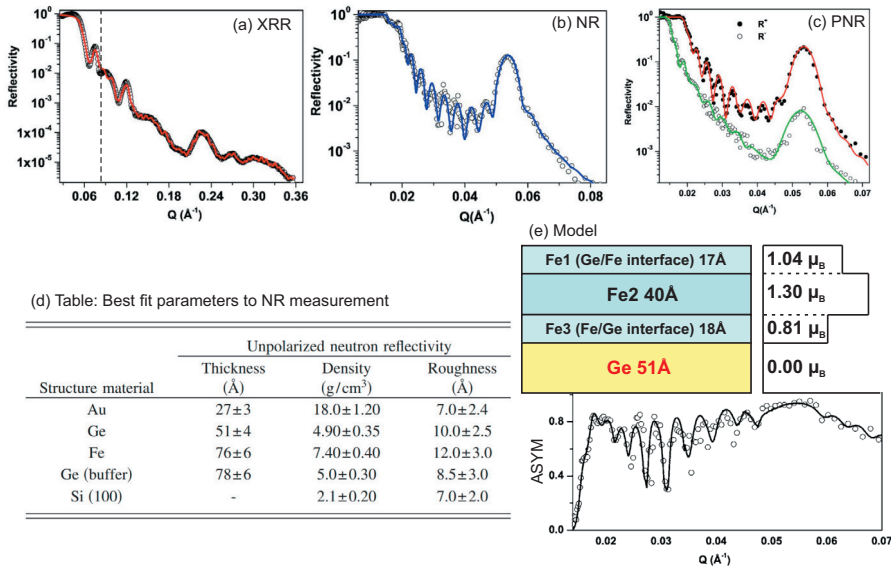 (a) XRR
Reflectivity
10⁰
10⁻¹
10⁻²
10⁻³
1x10⁻⁴
1x10⁻⁵
0.06 0.12 0.18 0.24 0.30 0.36
Q (Å⁻¹)
(b) NR
Reflectivity
10⁰
10⁻¹
10⁻²
10⁻³
0.02 0.04 0.06 0.08
Q(Å⁻¹)
(c) PNR
R⁺
R⁻
Reflectivity
10⁰
10⁻¹
10⁻²
10⁻³
0.02 0.03 0.04 0.05 0.06 0.07
Q(Å⁻¹)
(d) Table: Best fit parameters to NR measurement
Unpolarized neutron reflectivity
Thickness Density Roughness
Structure material (Å) (g/cm³) (Å)
Au 27±3 18.0±1.20 7.0±2.4
Ge 51±4 4.90±0.35 10.0±2.5
Fe 76±6 7.40±0.40 12.0±3.0
Ge (buffer) 78±6 5.0±0.30 8.5±3.0
Si (100) - 2.1±0.20 7.0±2.0
(e) Model
Fe1 (Ge/Fe interface) 17Å 1.04 μB
Fe2 40Å 1.30 μB
Fe3 (Fe/Ge interface) 18Å 0.81 μB
Ge 51Å 0.00 μB
ASYM
0.8
0.4
0.0
0.02 0.03 0.04 0.05 0.06 0.07
Q (Å⁻¹)